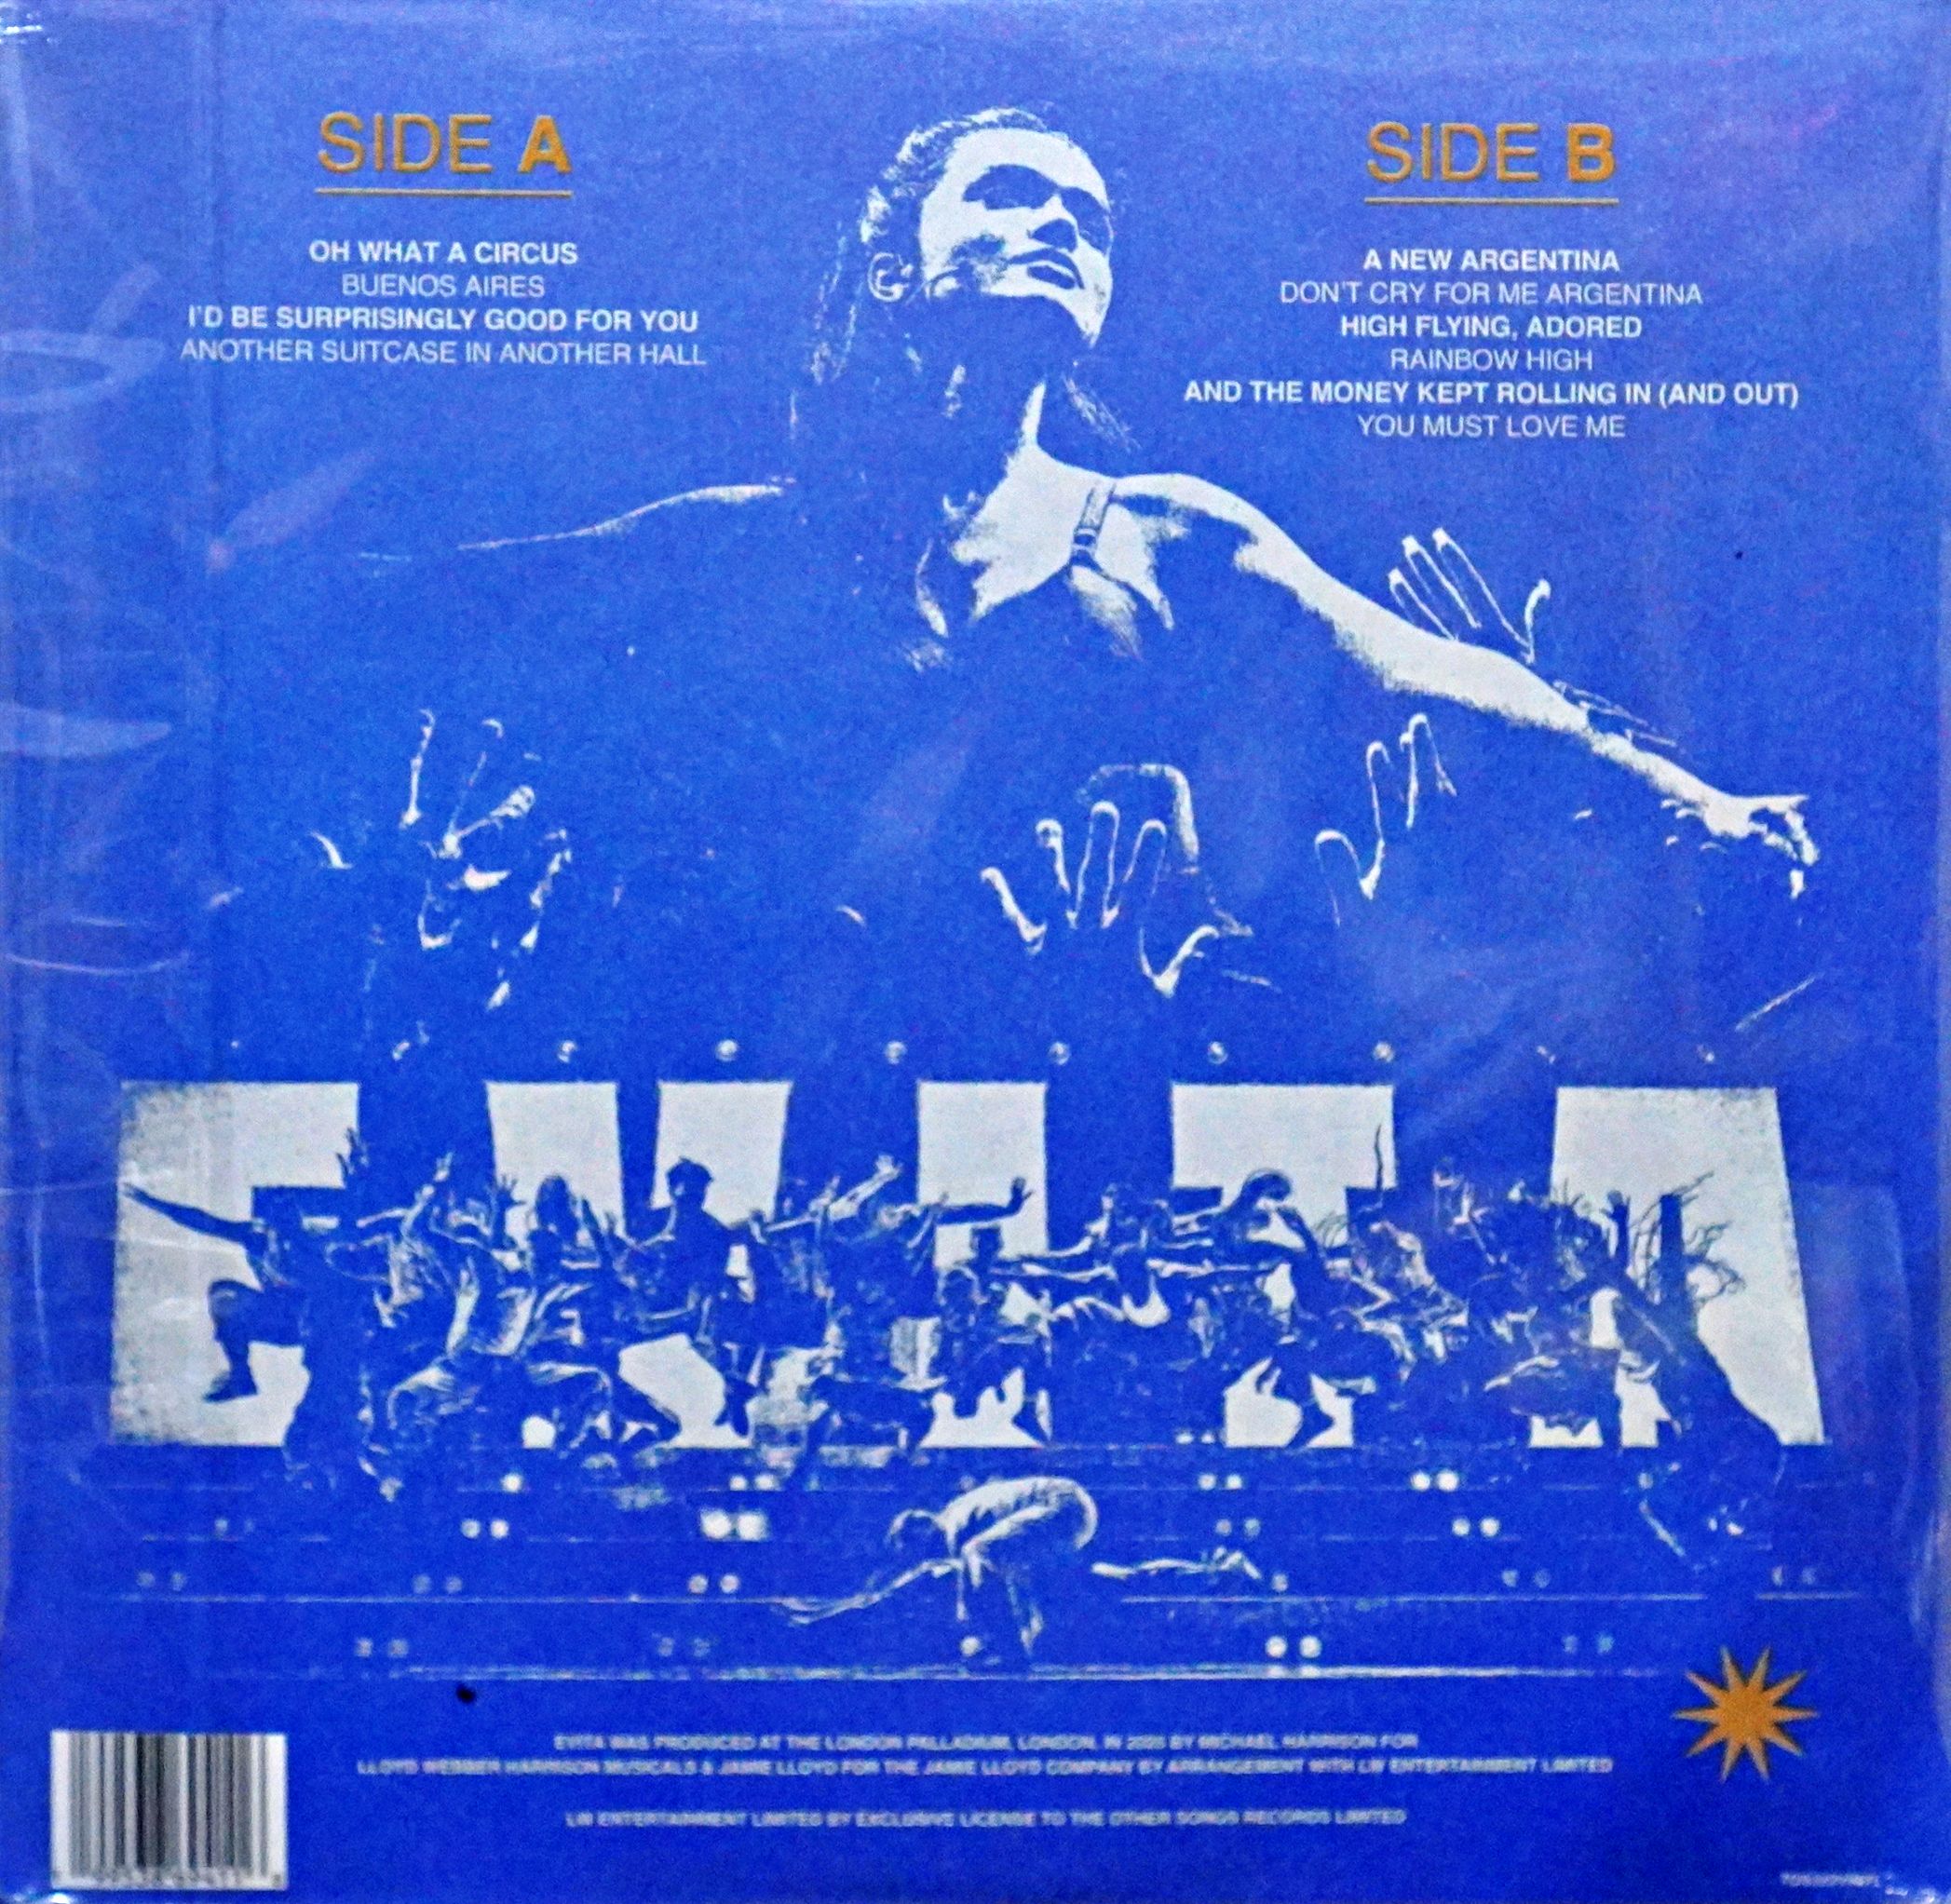 SIDE A
OH WHAT A CIRCUS
BUENOS AIRES
I'D BE SURPRISINGLY GOOD FOR YOU
ANOTHER SUITCASE IN ANOTHER HALL
SIDE B
A NEW ARGENTINA
DON'T CRY FOR ME ARGENTINA
HIGH FLYING, ADORED
RAINBOW HIGH
AND THE MONEY KEPT ROLLING IN (AND OUT)
YOU MUST LOVE ME
EVITA
EVITA WAS PRODUCED AT THE LONDON PALLADIUM, LONDON, IN 2025 BY MICHAEL HARRISON FOR
LLOYD WEBBER HARRISON MUSICALS & JAMIE LLOYD FOR THE JAMIE LLOYD COMPANY BY ARRANGEMENT WITH LW ENTERTAINMENT LIMITED
LW ENTERTAINMENT LIMITED BY EXCLUSIVE LICENSE TO THE OTHER SONGS RECORDS LIMITED